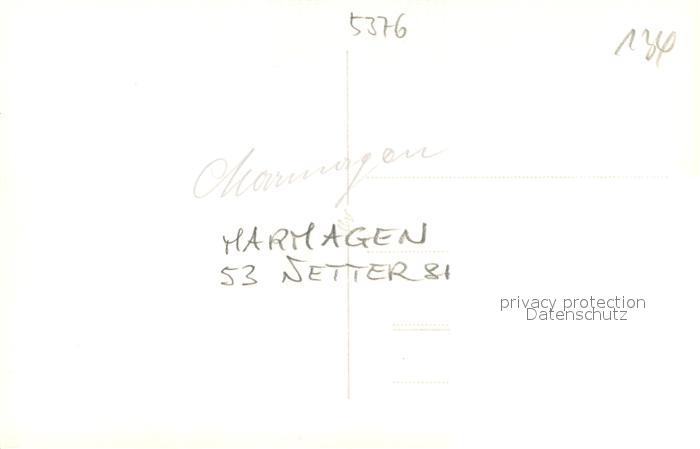 5376
134
Marmagen
MARMAGEN
53 NETTER 81
privacy protection
Datenschutz